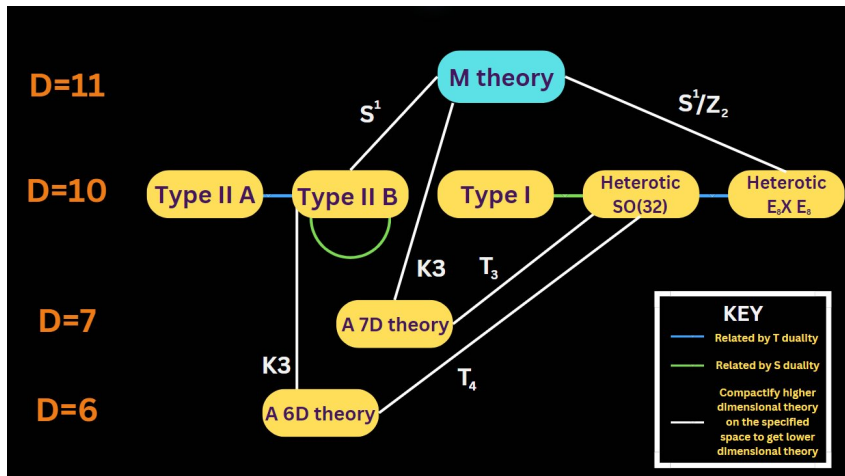 D=11
M theory
S¹
S¹/Z₂
D=10
Type II A
Type II B
Type I
Heterotic
SO(32)
Heterotic
E₈X E₈
K3
T₃
D=7
A 7D theory
K3
T₄
D=6
A 6D theory
KEY
Related by T duality
Related by S duality
Compactify higher
dimensional theory
on the specified
space to get lower
dimensional theory